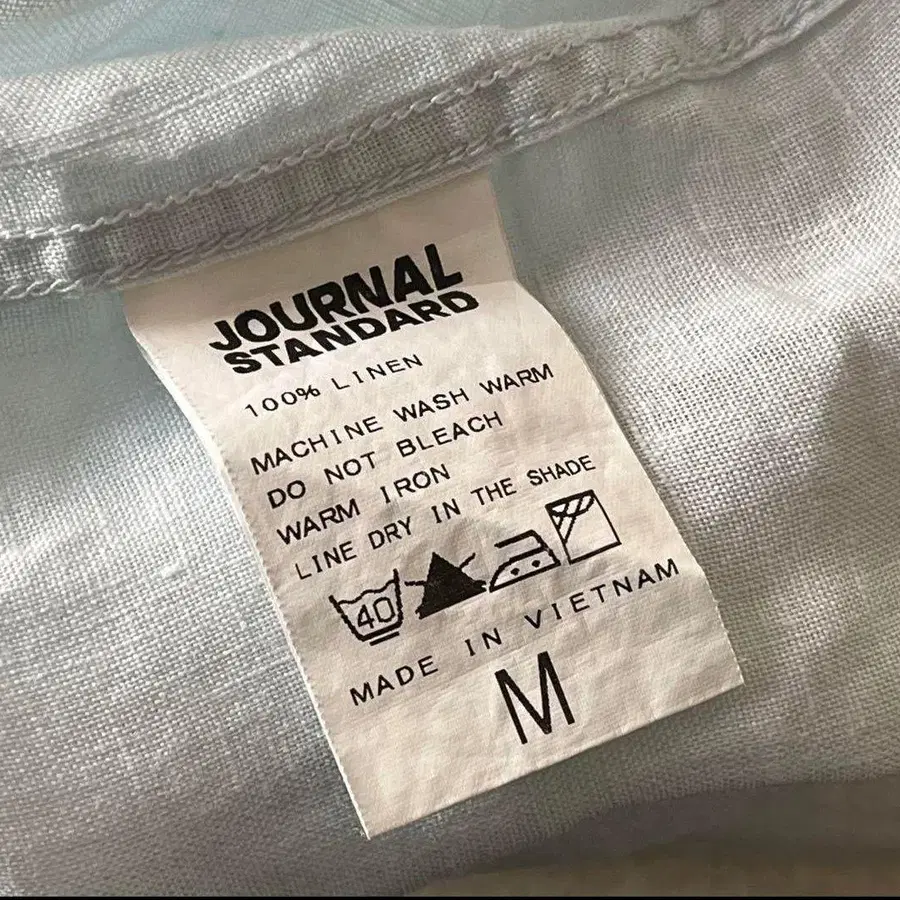 JOURNAL
STANDARD
100% LINEN
MACHINE WASH WARM
DO NOT BLEACH
WARM IRON
LINE DRY IN THE SHADE
40
MADE IN VIETNAM
M